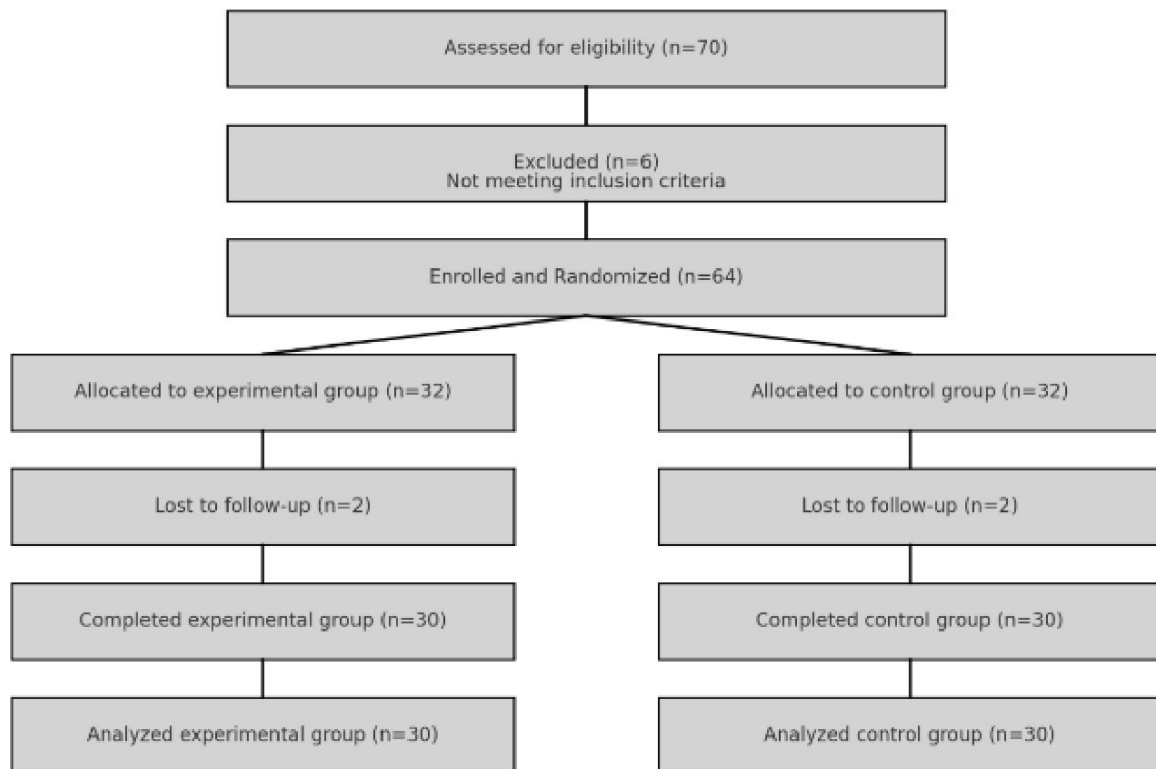 Assessed for eligibility (n=70)
Excluded (n=6)
Not meeting inclusion criteria
Enrolled and Randomized (n=64)
Allocated to experimental group (n=32)
Allocated to control group (n=32)
Lost to follow-up (n=2)
Lost to follow-up (n=2)
Completed experimental group (n=30)
Completed control group (n=30)
Analyzed experimental group (n=30)
Analyzed control group (n=30)